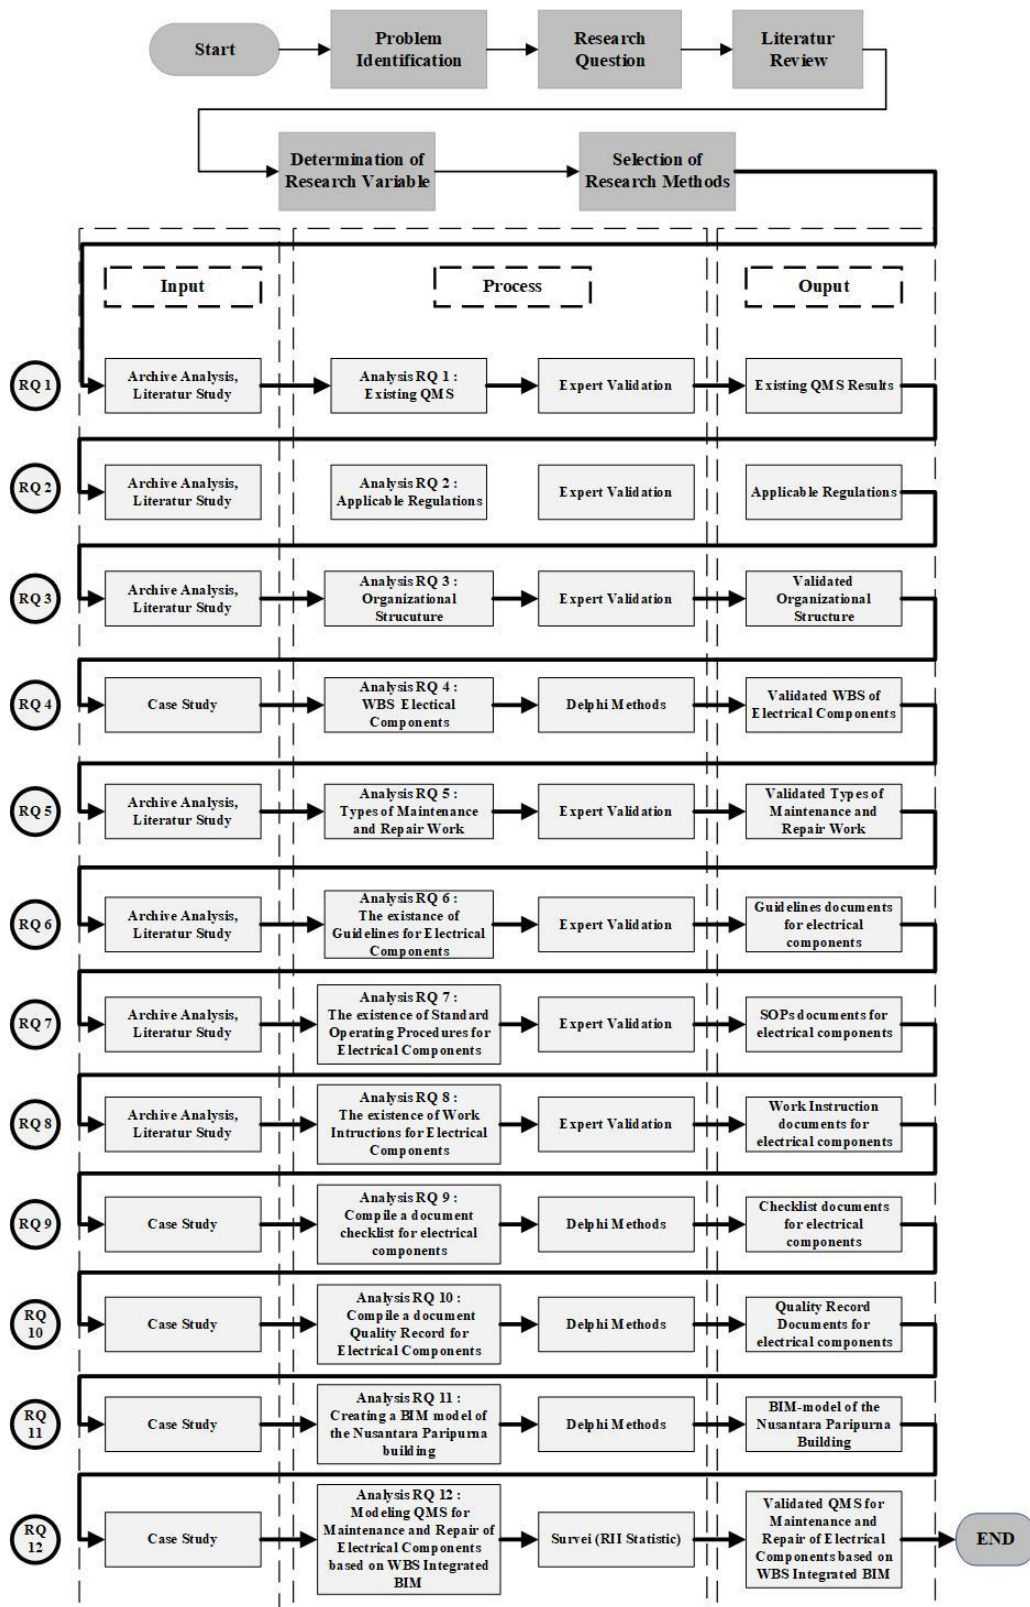 Start
Problem
Identification
Research
Question
Literatur
Review
Determination of
Research Variable
Selection of
Research Methods
Input
Process
Ouput
RQ 1
Archive Analysis,
Literatur Study
Analysis RQ 1 :
Existing QMS
Expert Validation
Existing QMS Results
RQ 2
Archive Analysis,
Literatur Study
Analysis RQ 2 :
Applicable Regulations
Expert Validation
Applicable Regulations
RQ 3
Archive Analysis,
Literatur Study
Analysis RQ 3 :
Organizational
Strucuture
Expert Validation
Validated
Organizational
Structure
RQ 4
Case Study
Analysis RQ 4 :
WBS Electical
Components
Delphi Methods
Validated WBS of
Electrical Components
RQ 5
Archive Analysis,
Literatur Study
Analysis RQ 5 :
Types of Maintenance
and Repair Work
Expert Validation
Validated Types of
Maintenance and
Repair Work
RQ 6
Archive Analysis,
Literatur Study
Analysis RQ 6 :
The existance of
Guidelines for Electrical
Components
Expert Validation
Guidelines documents
for electrical
components
RQ 7
Archive Analysis,
Literatur Study
Analysis RQ 7 :
The existence of Standard
Operating Procedures for
Electrical Components
Expert Validation
SOPs documents for
electrical components
RQ 8
Archive Analysis,
Literatur Study
Analysis RQ 8 :
The existence of Work
Intructions for Electrical
Components
Expert Validation
Work Instruction
documents for
electrical components
RQ 9
Case Study
Analysis RQ 9 :
Compile a document
checklist for electrical
components
Delphi Methods
Checklist documents
for electrical
components
RQ
10
Case Study
Analysis RQ 10 :
Compile a document
Quality Record for
Electrical Components
Delphi Methods
Quality Record
Documents for
electrical components
RQ
11
Case Study
Analysis RQ 11 :
Creating a BIM model of
the Nusantara Paripurna
building
Delphi Methods
BIM-model of the
Nusantara Paripurna
Building
RQ
12
Case Study
Analysis RQ 12 :
Modeling QMS for
Maintenance and Repair of
Electrical Components
based on WBS Integrated
BIM
Survei (RII Statistic)
Validated QMS for
Maintenance and
Repair of Electrical
Components based on
WBS Integrated BIM
END